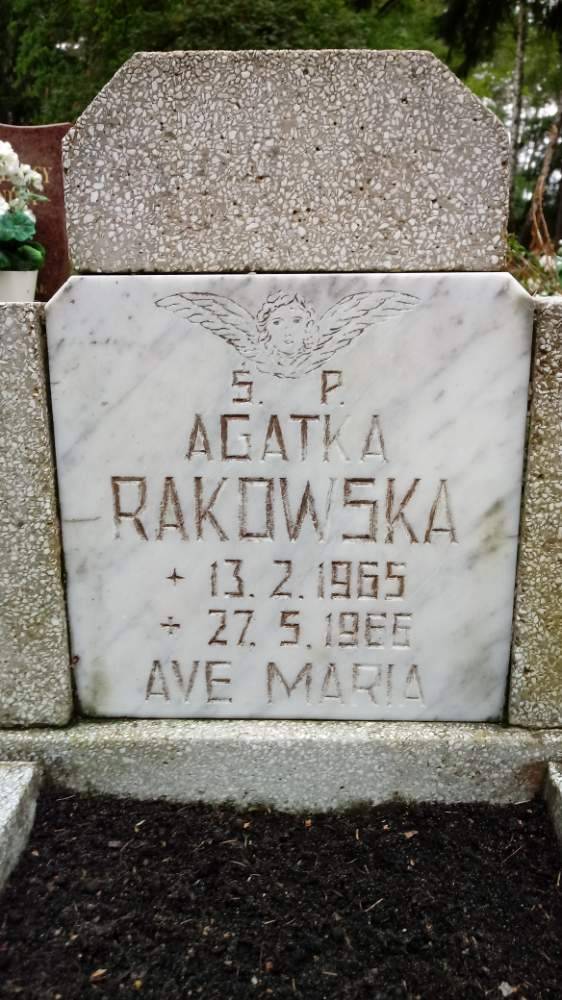 S. P.
AGATKA
RAKOWSKA
13.2.1965
27.5.1966
AVE MARIA